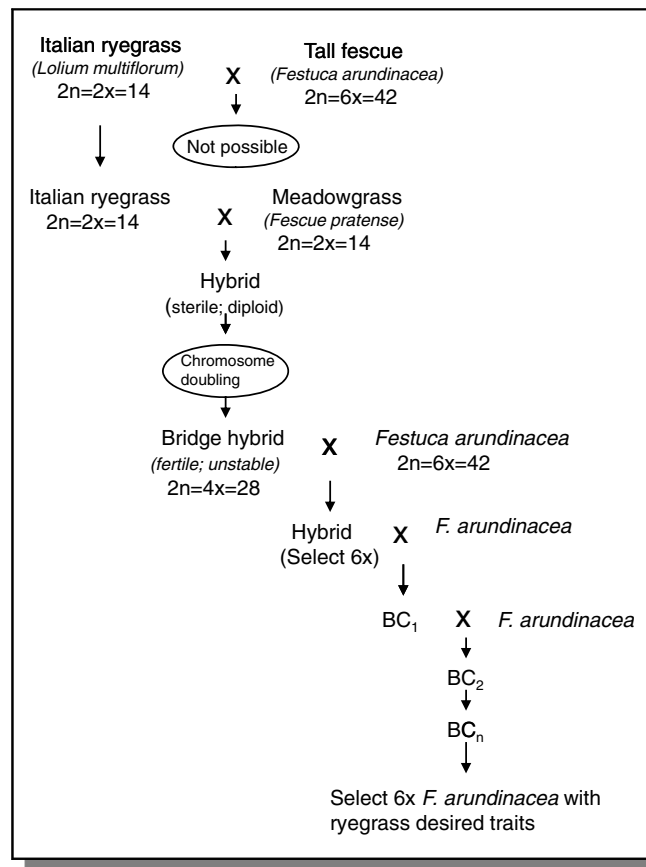 Italian ryegrass
(Lolium multiflorum)
2n=2x=14
X
Tall fescue
(Festuca arundinacea)
2n=6x=42
Not possible
Italian ryegrass
2n=2x=14
X
Meadowgrass
(Fescue pratense)
2n=2x=14
Hybrid
(sterile; diploid)
Chromosome
doubling
Bridge hybrid
(fertile; unstable)
2n=4x=28
X
Festuca arundinacea
2n=6x=42
Hybrid
(Select 6x)
X
F. arundinacea
BC₁
X
F. arundinacea
BC₂
BCₙ
Select 6x F. arundinacea with
ryegrass desired traits